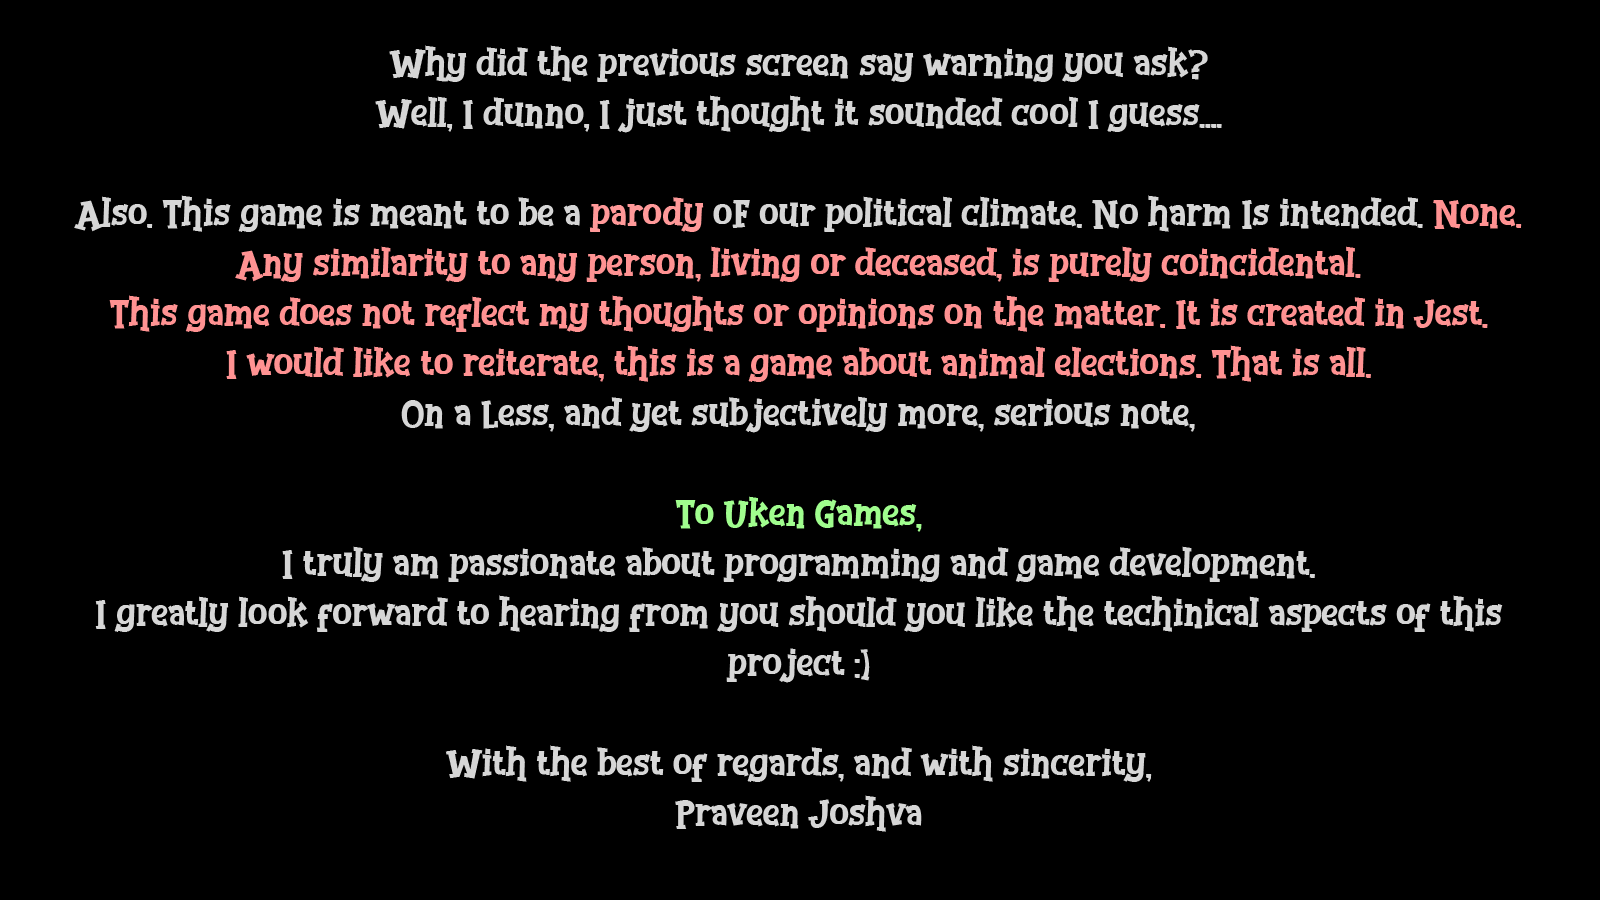 Why did the previous screen say warning you ask?
Well, I dunno, I just thought it sounded cool I guess....
Also. This game is meant to be a parody oF our political climate. No harm Is intended. None.
Any similarity to any person, living or deceased, is purely coincidental.
This game does not reflect my thoughts or opinions on the matter. It is created in Jest.
I would like to reiterate, this is a game about animal elections. That is all.
On a Less, and yet subjectively more, serious note,
To Uken Games,
I truly am passionate about programming and game development.
I greatly look forward to hearing from you should you like the techinical aspects of this
project :)
With the best of regards, and with sincerity,
Praveen Joshva